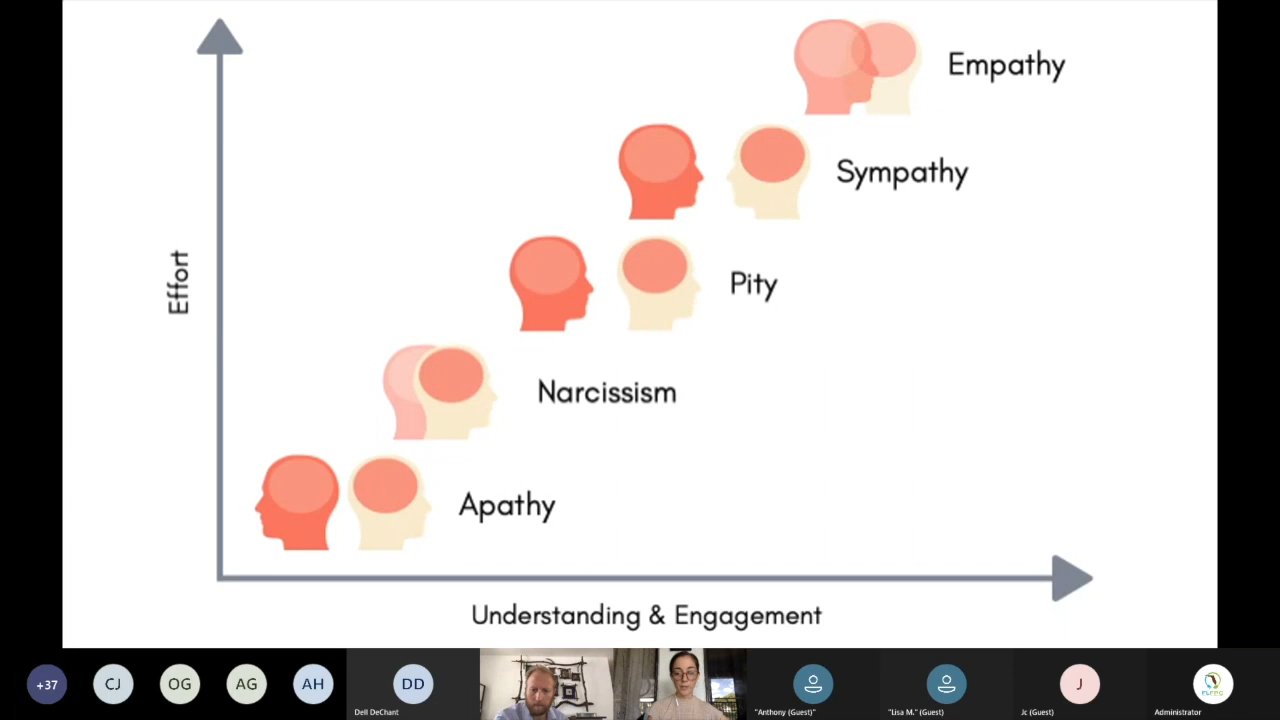 Empathy
Sympathy
Effort
Pity
Narcissism
Apathy
Understanding & Engagement
+37
CJ
OG
AG
AH
DD
J
Dell DeChant
"Anthony (Guest)"
"Lisa M." (Guest)
Jc (Guest)
Administrator